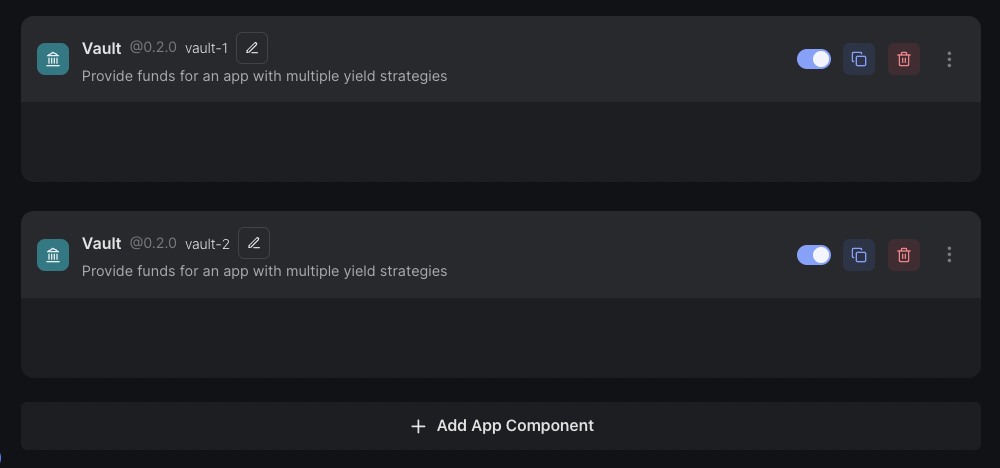 Vault @0.2.0 vault-1
Provide funds for an app with multiple yield strategies
Vault @0.2.0 vault-2
Provide funds for an app with multiple yield strategies
Add App Component